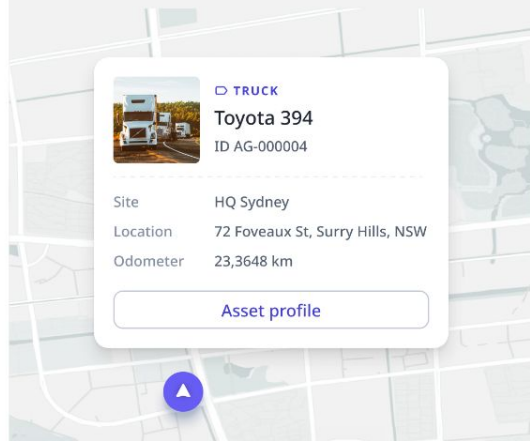 TRUCK
Toyota 394
ID AG-000004
Site HQ Sydney
Location 72 Foveaux St, Surry Hills, NSW
Odometer 23,3648 km
Asset profile